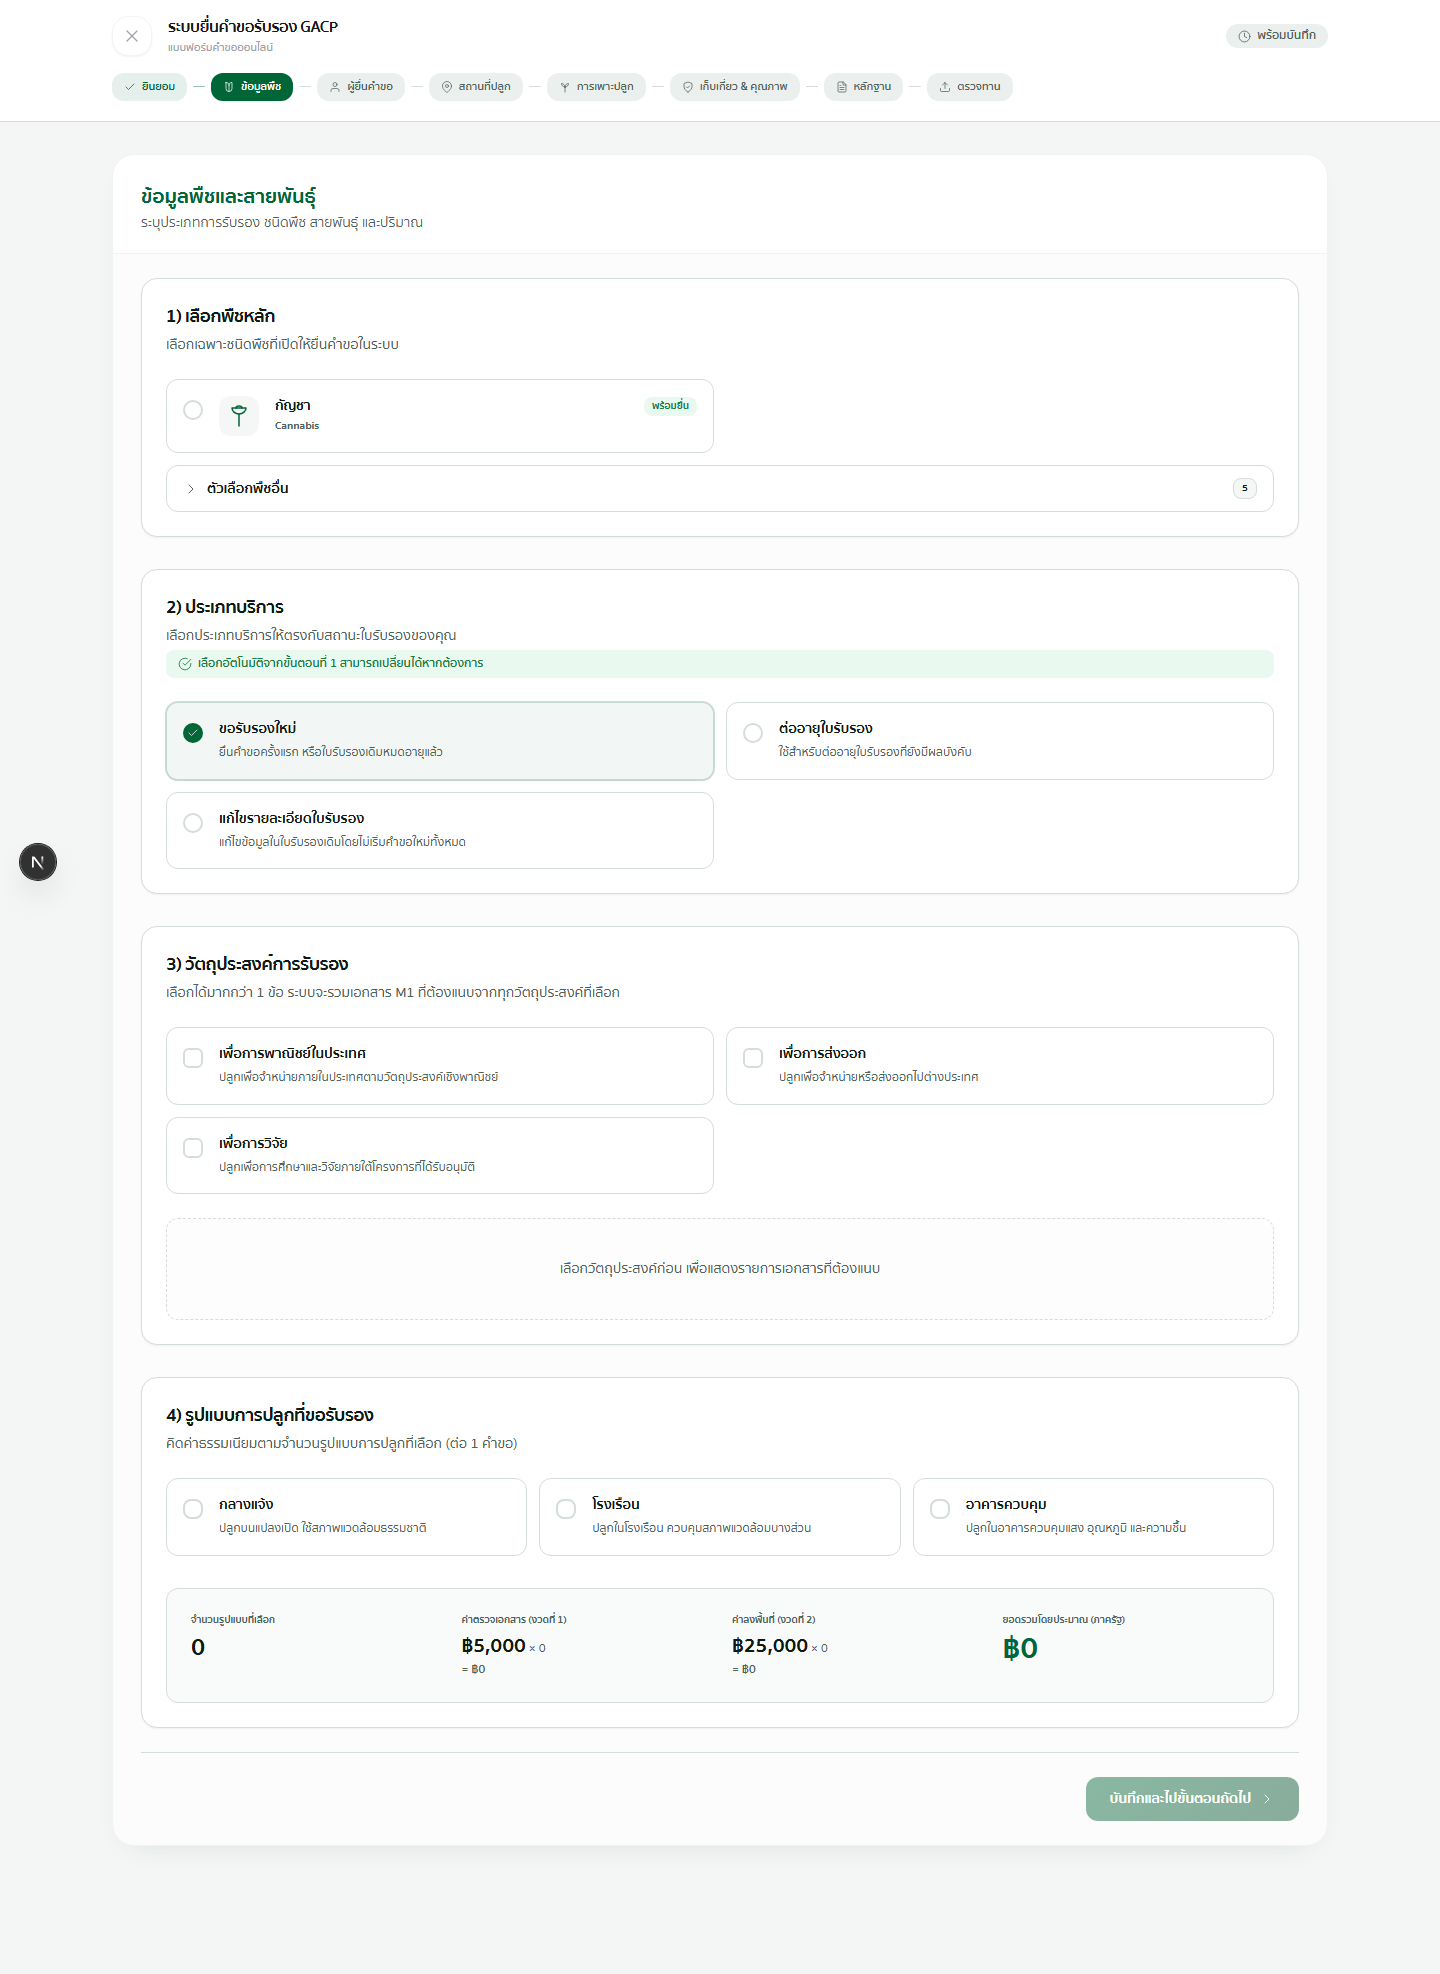 ระบบยื่นคำขอรับรอง GACP
แบบฟอร์มคำขอออนไลน์
พร้อมบันทึก
ยินยอม
ข้อมูลพืช
ผู้ยื่นคำขอ
สถานที่ปลูก
การเพาะปลูก
เก็บเกี่ยว & คุณภาพ
หลักฐาน
ตรวจทาน
ข้อมูลพืชและสายพันธุ์
ระบุประเภทการรับรอง ชนิดพืช สายพันธุ์ และปริมาณ
1) เลือกพืชหลัก
เลือกเฉพาะชนิดพืชที่เปิดให้ยื่นคำขอในระบบ
กัญชา
Cannabis
พร้อมยื่น
ตัวเลือกพืชอื่น
5
2) ประเภทบริการ
เลือกประเภทบริการให้ตรงกับสถานะใบรับรองของคุณ
เลือกอัตโนมัติจากขั้นตอนที่ 1 สามารถเปลี่ยนได้หากต้องการ
ขอรับรองใหม่
ยื่นคำขอครั้งแรก หรือใบรับรองเดิมหมดอายุแล้ว
ต่ออายุใบรับรอง
ใช้สำหรับต่ออายุใบรับรองที่ยังมีผลบังคับ
แก้ไขรายละเอียดใบรับรอง
แก้ไขข้อมูลในใบรับรองเดิมโดยไม่เริ่มคำขอใหม่ทั้งหมด
N
3) วัตถุประสงค์การรับรอง
เลือกได้มากกว่า 1 ข้อ ระบบจะรวมเอกสาร M1 ที่ต้องแนบจากทุกวัตถุประสงค์ที่เลือก
เพื่อการพาณิชย์ในประเทศ
ปลูกเพื่อจำหน่ายภายในประเทศตามวัตถุประสงค์เชิงพาณิชย์
เพื่อการส่งออก
ปลูกเพื่อจำหน่ายหรือส่งออกไปต่างประเทศ
เพื่อการวิจัย
ปลูกเพื่อการศึกษาและวิจัยภายใต้โครงการที่ได้รับอนุมัติ
เลือกวัตถุประสงค์ก่อน เพื่อแสดงรายการเอกสารที่ต้องแนบ
4) รูปแบบการปลูกที่ขอรับรอง
คิดค่าธรรมเนียมตามจำนวนรูปแบบการปลูกที่เลือก (ต่อ 1 คำขอ)
กลางแจ้ง
ปลูกบนแปลงเปิด ใช้สภาพแวดล้อมธรรมชาติ
โรงเรือน
ปลูกในโรงเรือน ควบคุมสภาพแวดล้อมบางส่วน
อาคารควบคุม
ปลูกในอาคารควบคุมแสง อุณหภูมิ และความชื้น
จำนวนรูปแบบที่เลือก
0
ค่าตรวจเอกสาร (งวดที่ 1)
฿5,000 × 0
= ฿0
ค่าลงพื้นที่ (งวดที่ 2)
฿25,000 × 0
= ฿0
ยอดรวมโดยประมาณ (ภาครัฐ)
฿0
บันทึกและไปขั้นตอนถัดไป